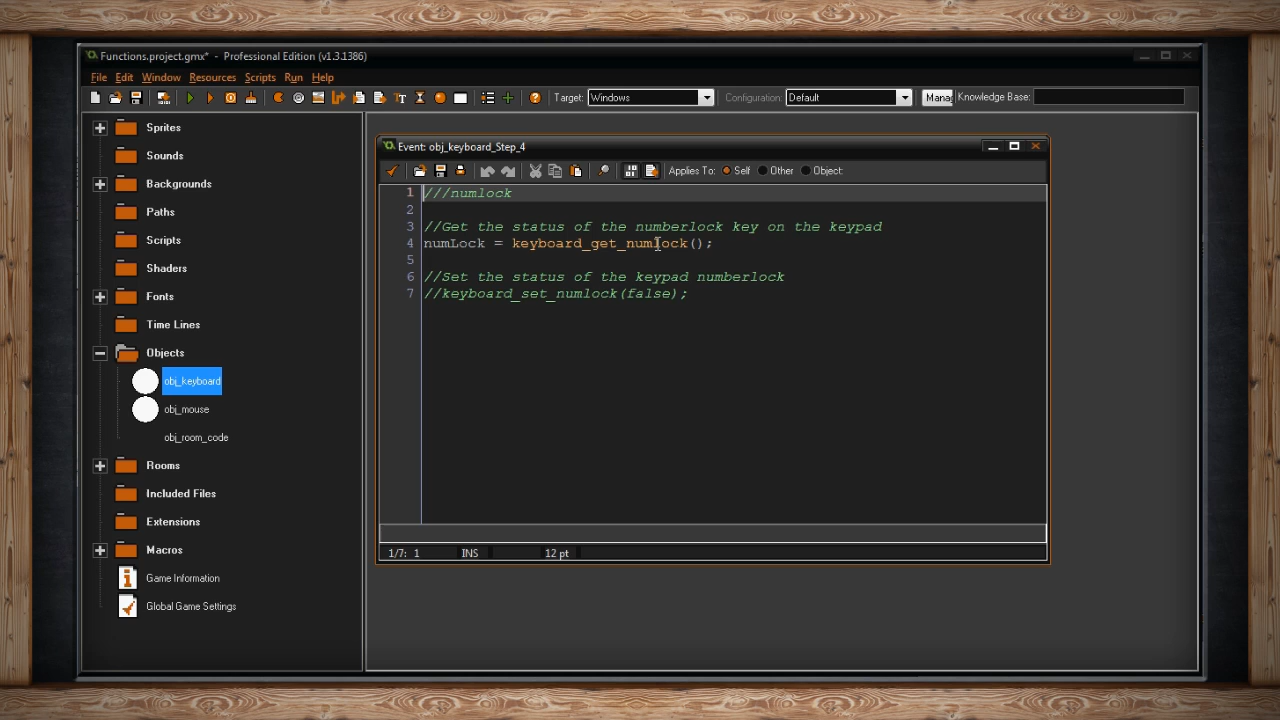 Functions.project.gmx* - Professional Edition (v1.3.1386)
File Edit Window Resources Scripts Run Help
Target: Windows Configuration: Default Mana Knowledge Base:
Sprites
Sounds
Backgrounds
Paths
Scripts
Shaders
Fonts
Time Lines
Objects
obj_keyboard
obj_mouse
obj_room_code
Rooms
Included Files
Extensions
Macros
Game Information
Global Game Settings
Event: obj_keyboard_Step_4
Applies To: Self Other Object:
1 ///numlock
2
3 //Get the status of the numberlock key on the keypad
4 numLock = keyboard_get_numlock();
5
6 //Set the status of the keypad numberlock
7 //keyboard_set_numlock(false);
1/7: 1 INS 12 pt